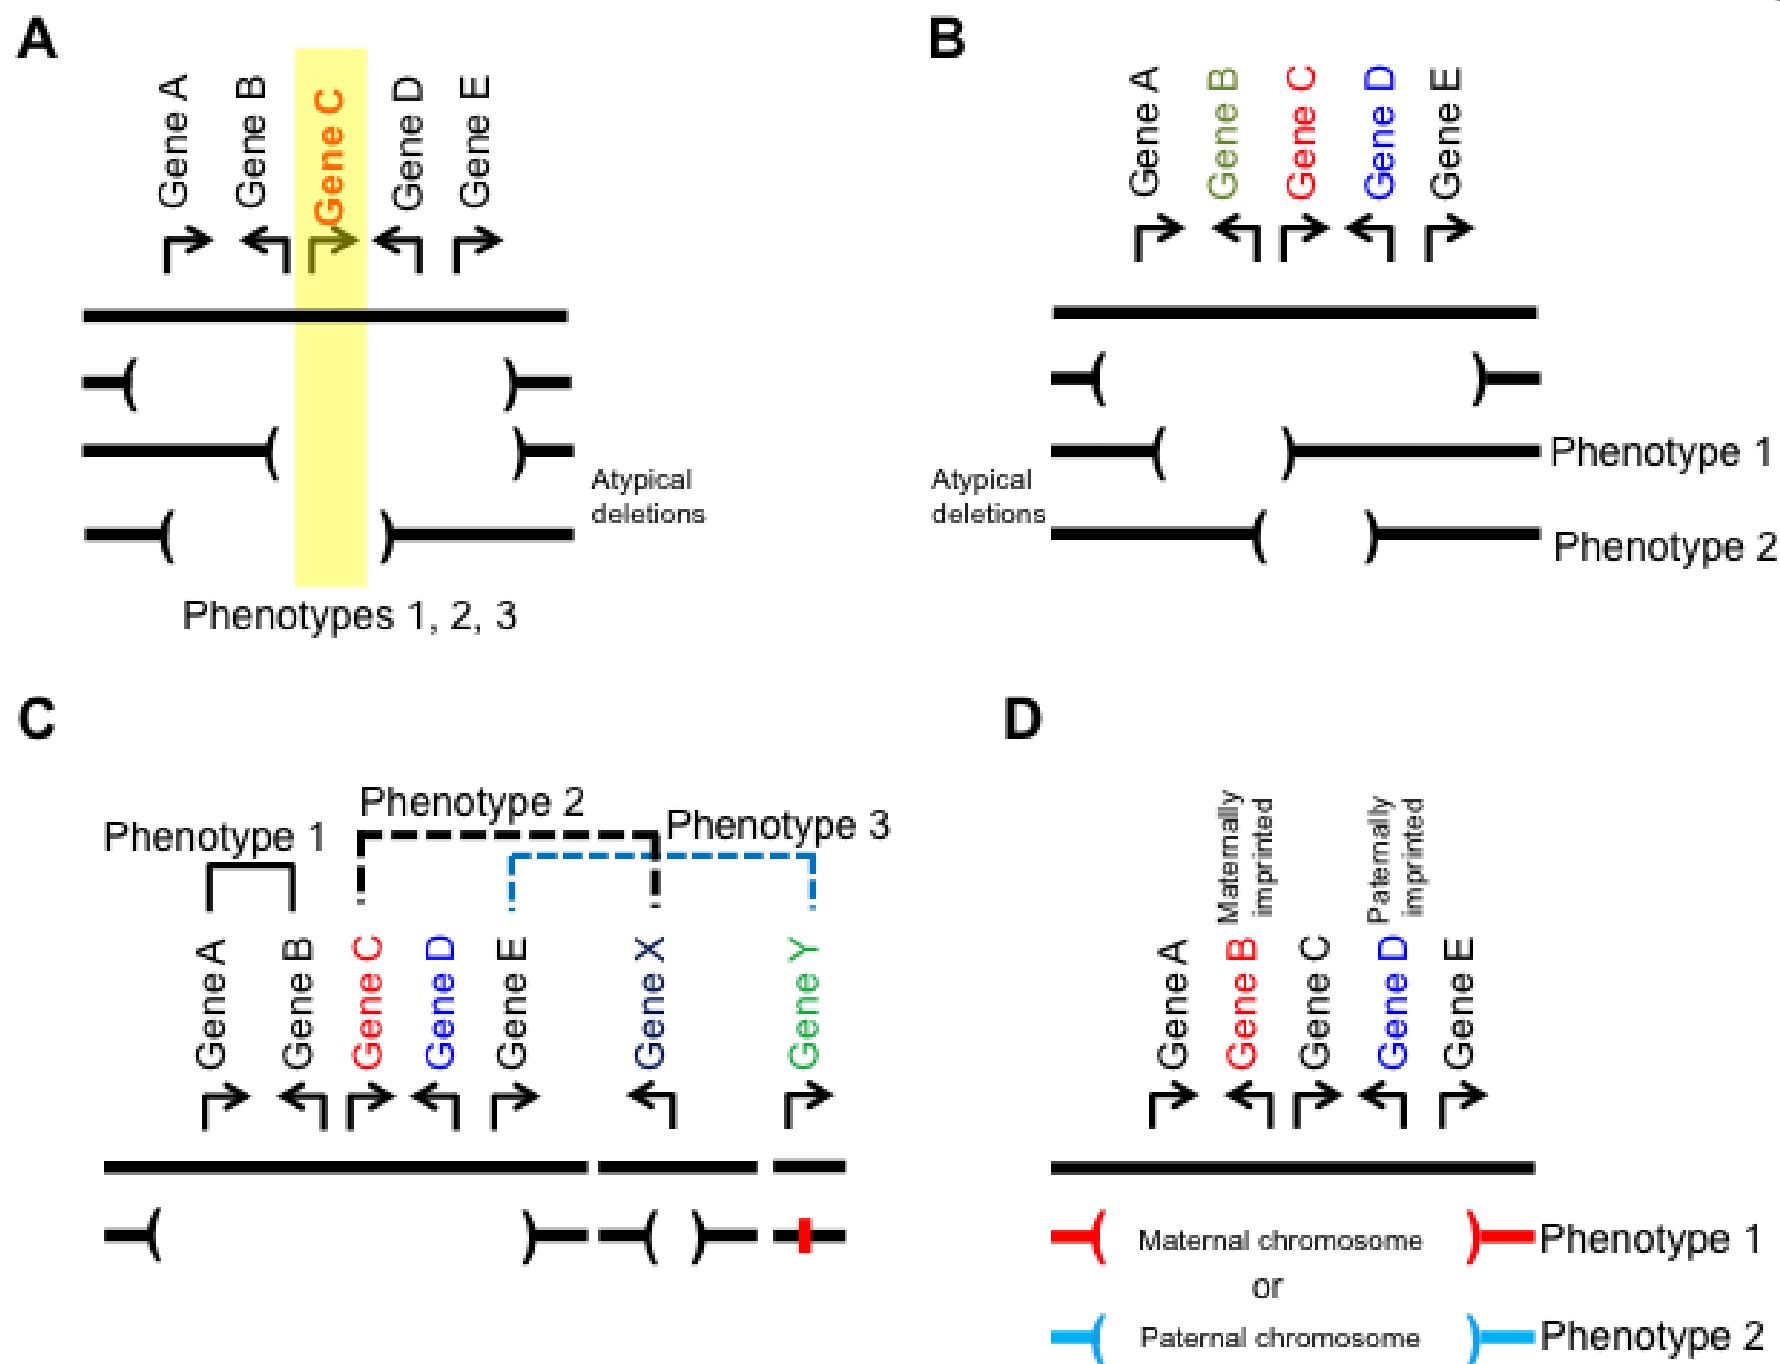 A
Gene A
Gene B
Gene C
Gene D
Gene E
Atypical
deletions
Phenotypes 1, 2, 3
B
Gene A
Gene B
Gene C
Gene D
Gene E
Atypical
deletions
Phenotype 1
Phenotype 2
C
Phenotype 1
Phenotype 2
Phenotype 3
Gene A
Gene B
Gene C
Gene D
Gene E
Gene X
Gene Y
D
Maternally
imprinted
Paternally
imprinted
Gene A
Gene B
Gene C
Gene D
Gene E
Maternal chromosome
Phenotype 1
or
Paternal chromosome
Phenotype 2